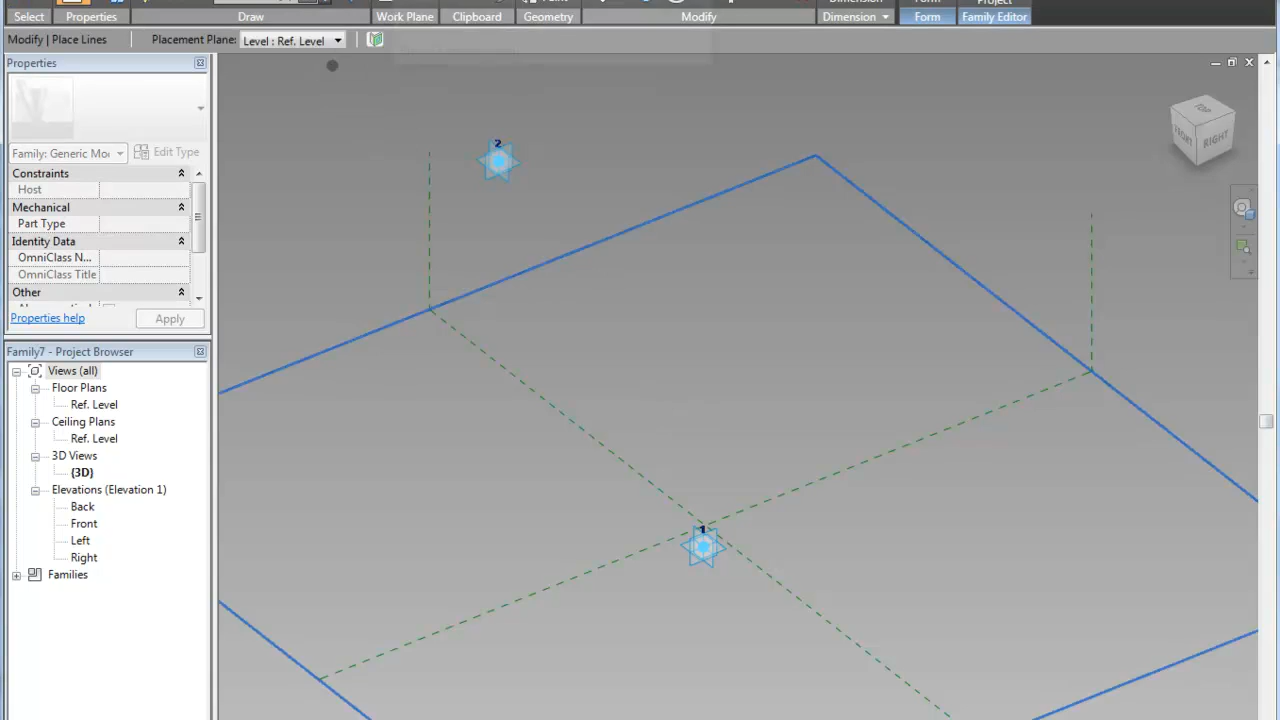 Select Properties Draw Work Plane Clipboard Geometry Modify Dimension Form Family Editor
Modify | Place Lines Placement Plane: Level : Ref. Level
Properties
Family: Generic Mo Edit Type
Constraints
Host
Mechanical
Part Type
Identity Data
OmniClass N...
OmniClass Title
Other
Properties help Apply
Family7 - Project Browser
Views (all)
Floor Plans
Ref. Level
Ceiling Plans
Ref. Level
3D Views
{3D}
Elevations (Elevation 1)
Back
Front
Left
Right
Families
2
1
TOP
FRONT RIGHT